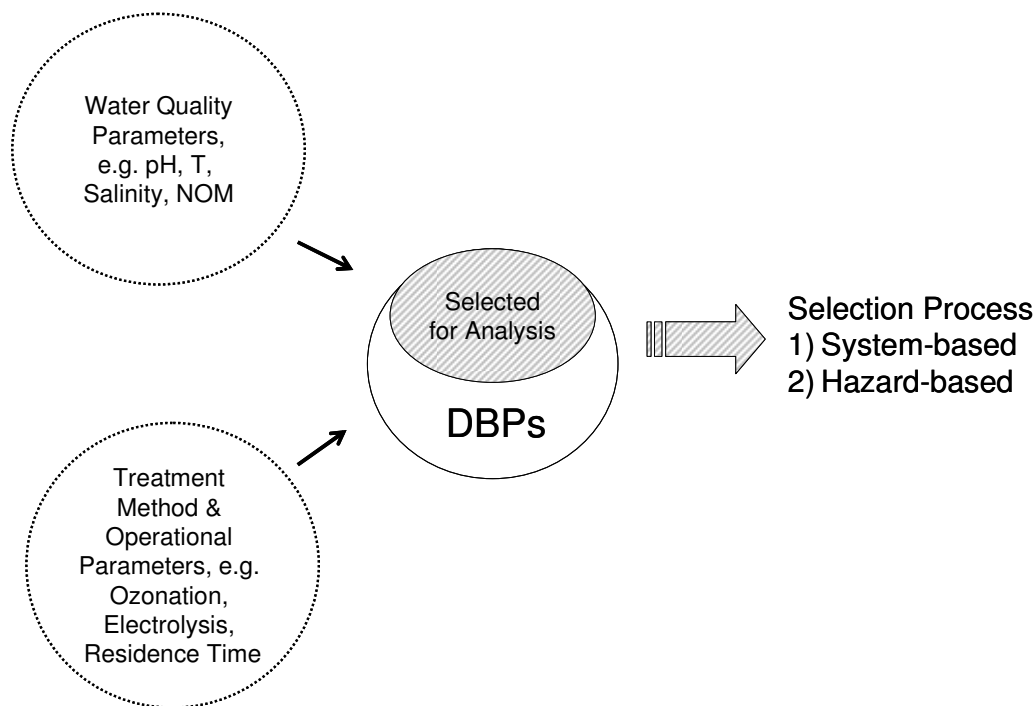 Water Quality
Parameters,
e.g. pH, T,
Salinity, NOM
Selected
for Analysis
DBPs
Selection Process
1) System-based
2) Hazard-based
Treatment
Method &
Operational
Parameters, e.g.
Ozonation,
Electrolysis,
Residence Time